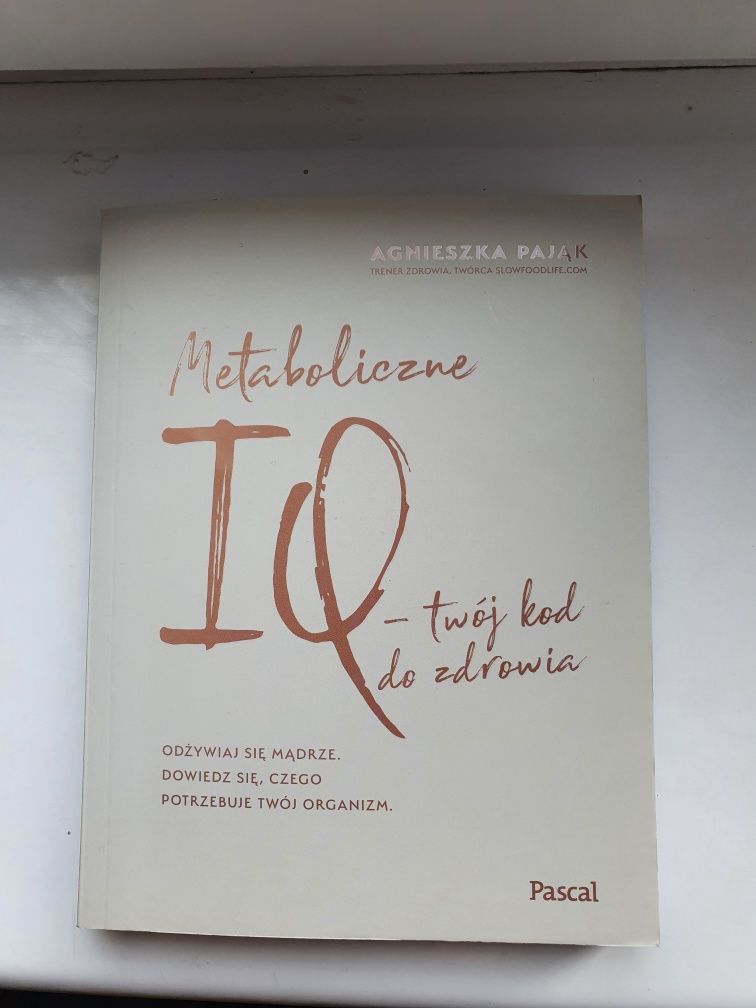 AGNIESZKA PAJĄK
TRENER ZDROWIA, TWÓRCA SLOWFOODLIFE.COM
Metaboliczne
IQ
– twój kod
do zdrowia
ODŻYWIAJ SIĘ MĄDRZE.
DOWIEDZ SIĘ, CZEGO
POTRZEBUJE TWÓJ ORGANIZM.
Pascal